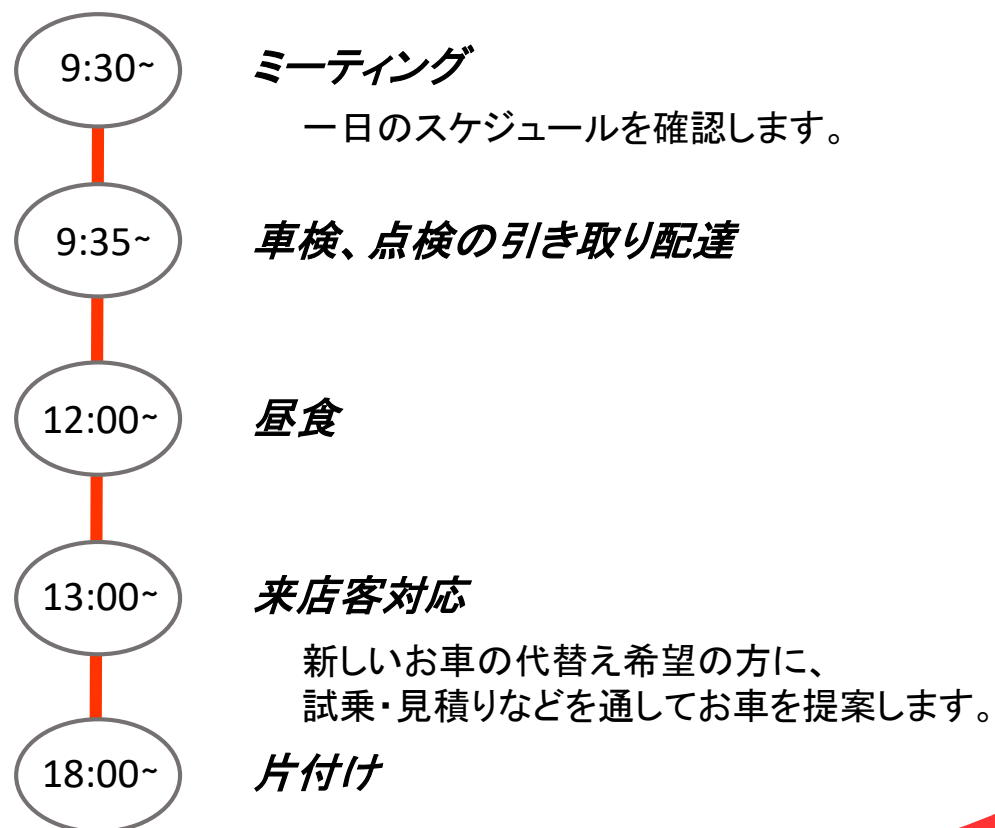 9:30~
ミーティング
一日のスケジュールを確認します。
9:35~
車検、点検の引き取り配達
12:00~
昼食
13:00~
来店客対応
新しいお車の代替え希望の方に、
試乗・見積りなどを通してお車を提案します。
18:00~
片付け